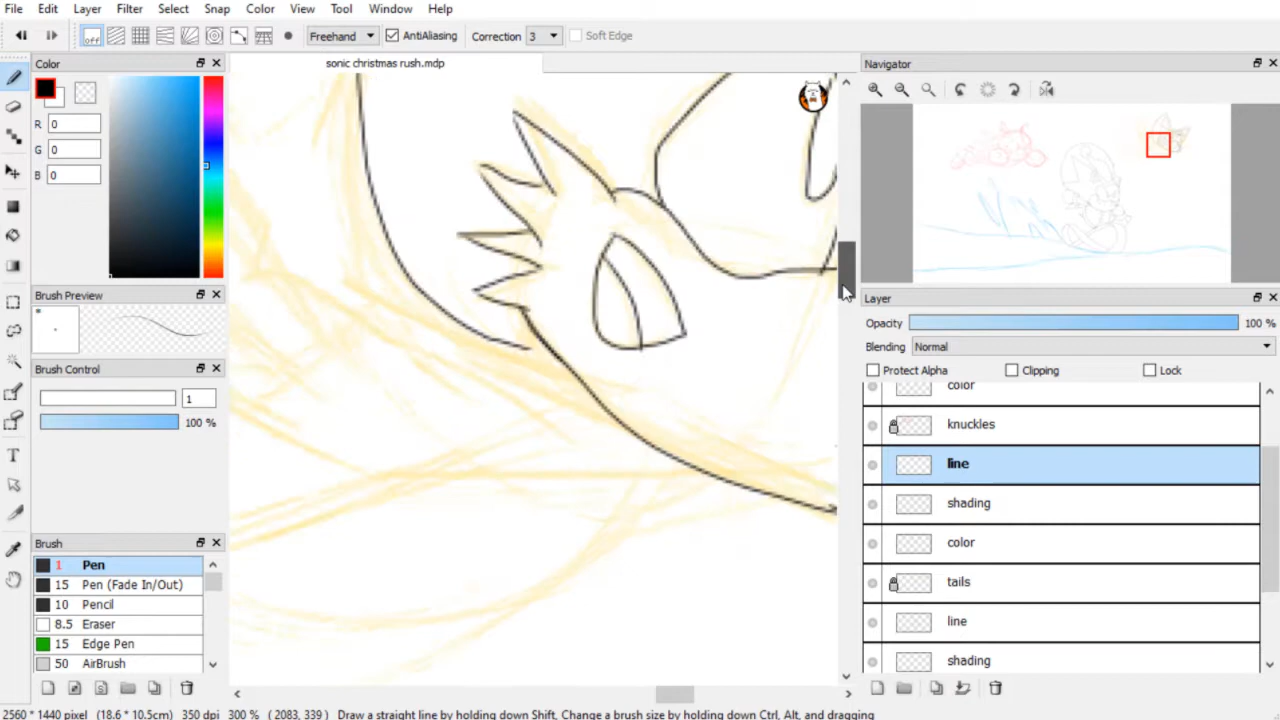 File Edit Layer Filter Select Snap Color View Tool Window Help
off Freehand AntiAliasing Correction 3 Soft Edge
Color
sonic christmas rush.mdp
Navigator
R 0
G 0
B 0
Brush Preview
Layer
Opacity 100 %
Blending Normal
Protect Alpha Clipping Lock
Brush Control
1
100 %
color
knuckles
line
shading
color
tails
line
shading
Brush
1 Pen
15 Pen (Fade In/Out)
10 Pencil
8.5 Eraser
15 Edge Pen
50 AirBrush
2560 * 1440 pixel (18.6 * 10.5cm) 350 dpi 300 % ( 2083, 339 ) Draw a straight line by holding down Shift, Change a brush size by holding down Ctrl, Alt, and dragging